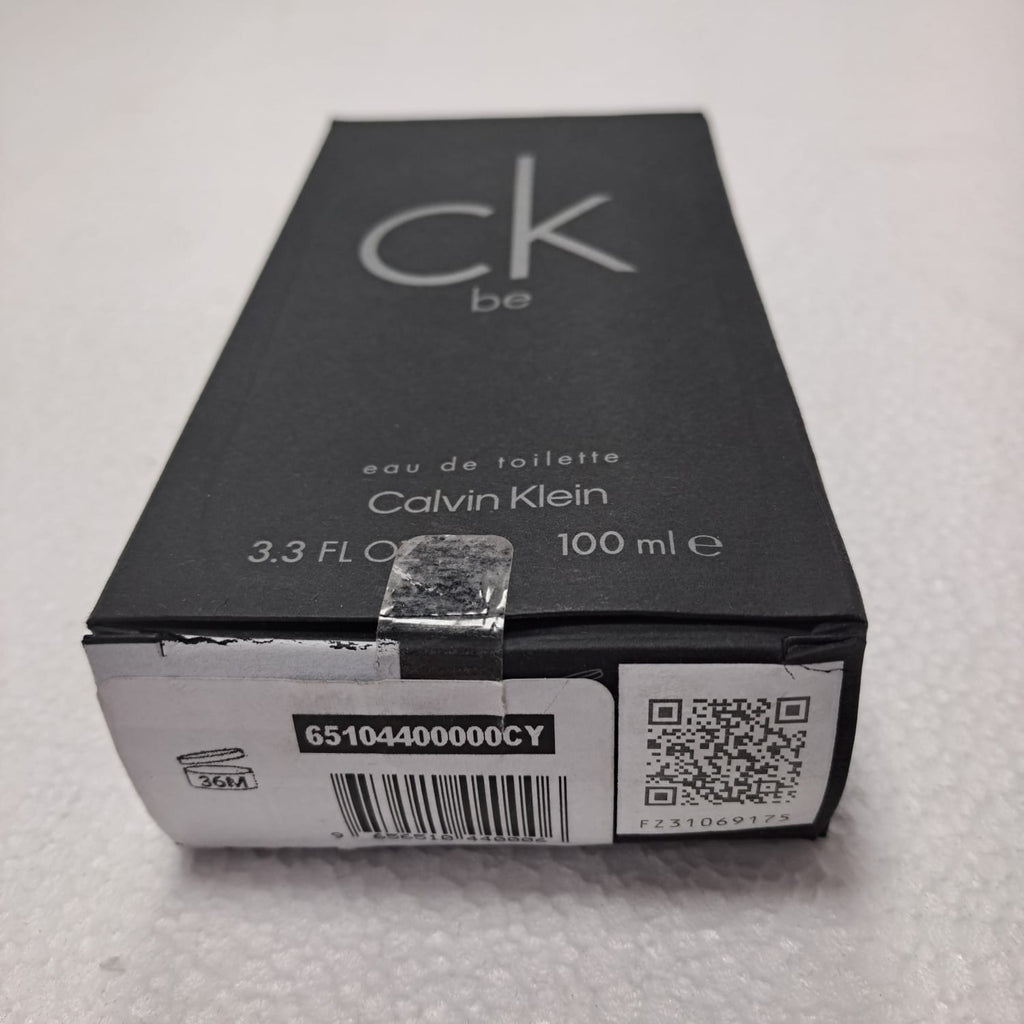 ck
be
eau de toilette
Calvin Klein
3.3 FL O
100 ml e
65104400000CY
36M
FZ31069175